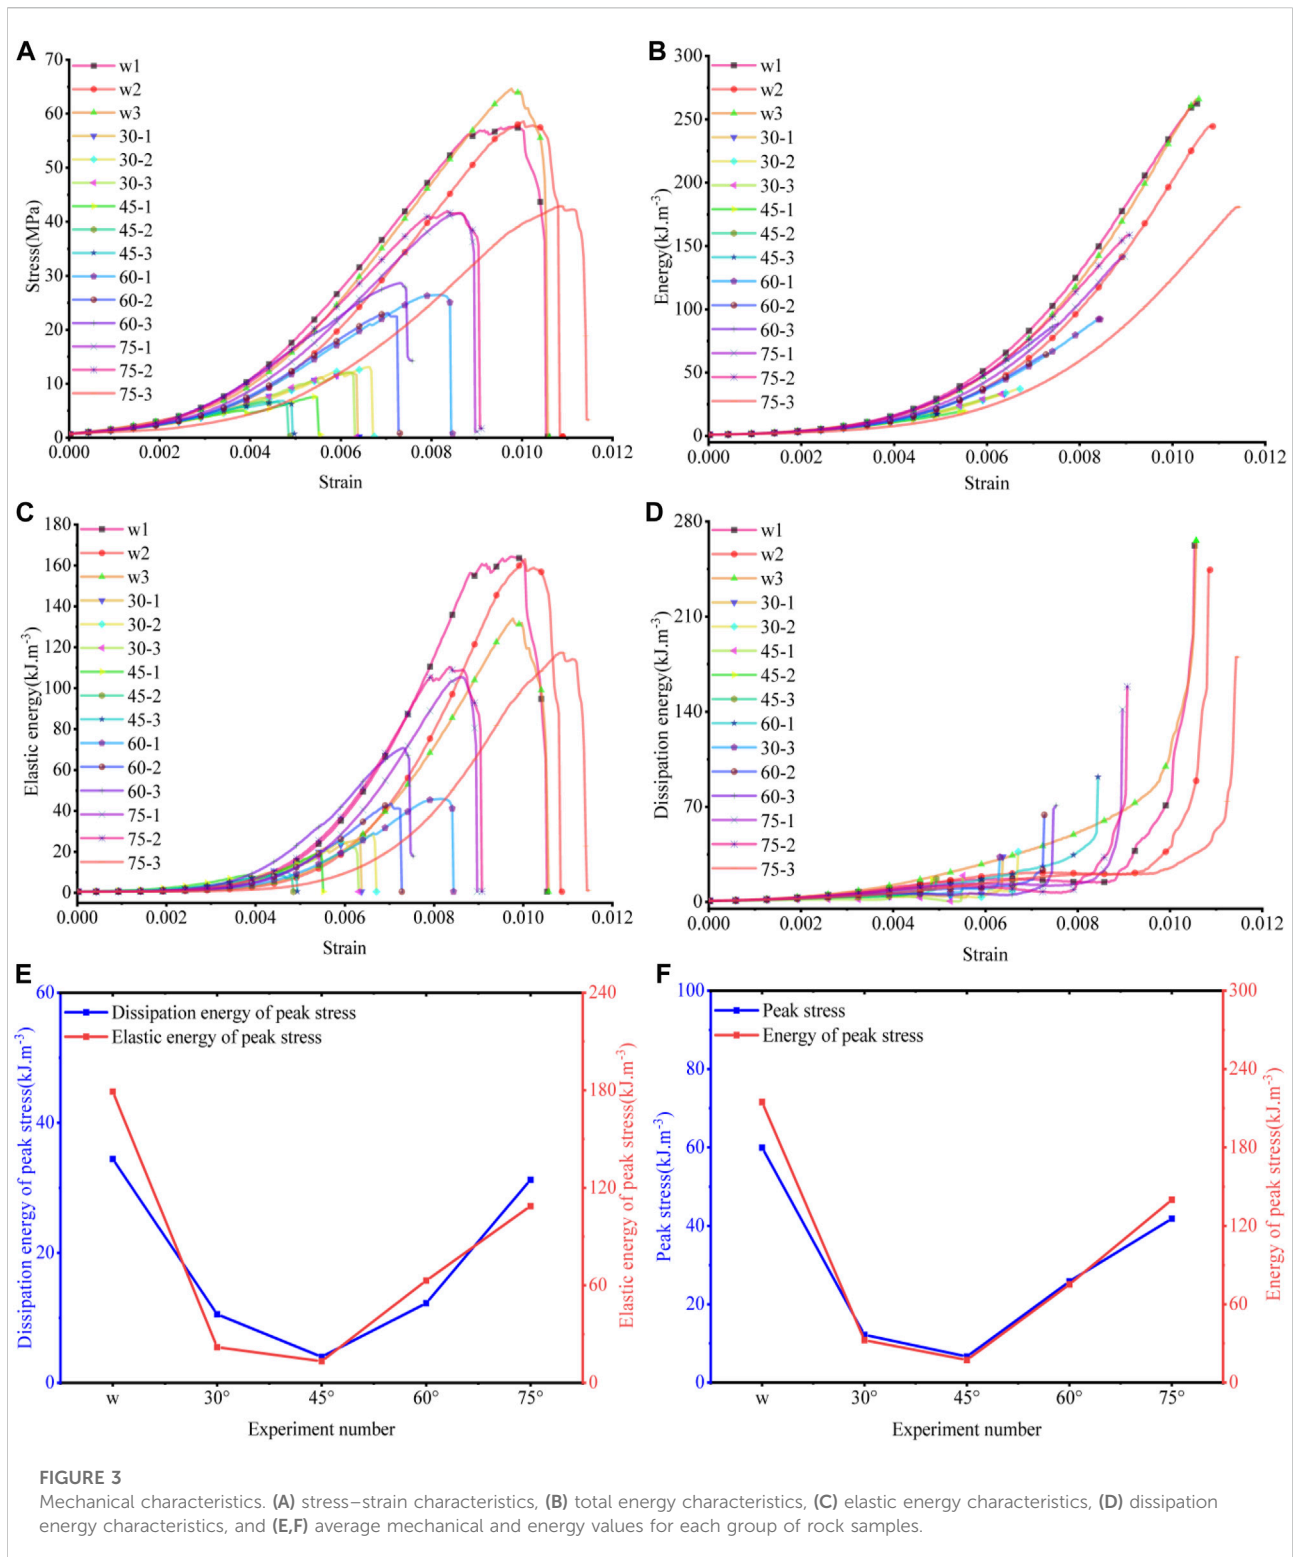 A
Stress(MPa)
70
60
50
40
30
20
10
0
w1
w2
w3
30-1
30-2
30-3
45-1
45-2
45-3
60-1
60-2
60-3
75-1
75-2
75-3
0.000 0.002 0.004 0.006 0.008 0.010 0.012
Strain
B
Energy(kJ.m-3)
300
250
200
150
100
50
0
w1
w2
w3
30-1
30-2
30-3
45-1
45-2
45-3
60-1
60-2
60-3
75-1
75-2
75-3
0.000 0.002 0.004 0.006 0.008 0.010 0.012
Strain
C
Elastic energy(kJ.m-3)
180
160
140
120
100
80
60
40
20
0
w1
w2
w3
30-1
30-2
30-3
45-1
45-2
45-3
60-1
60-2
60-3
75-1
75-2
75-3
0.000 0.002 0.004 0.006 0.008 0.010 0.012
Strain
D
Dissipation energy(kJ.m-3)
280
210
140
70
0
w1
w2
w3
30-1
30-2
45-1
45-2
45-3
60-1
30-3
60-2
60-3
75-1
75-2
75-3
0.000 0.002 0.004 0.006 0.008 0.010 0.012
Strain
E
Dissipation energy of peak stress(kJ.m-3)
60
40
20
0
Dissipation energy of peak stress
Elastic energy of peak stress
240
180
120
60
0
Elastic energy of peak stress(kJ.m-3)
w 30° 45° 60° 75°
Experiment number
F
Peak stress(kJ.m-3)
100
80
60
40
20
0
Peak stress
Energy of peak stress
300
240
180
120
60
0
Energy of peak stress(kJ.m-3)
w 30° 45° 60° 75°
Experiment number
FIGURE 3
Mechanical characteristics. (A) stress–strain characteristics, (B) total energy characteristics, (C) elastic energy characteristics, (D) dissipation
energy characteristics, and (E,F) average mechanical and energy values for each group of rock samples.